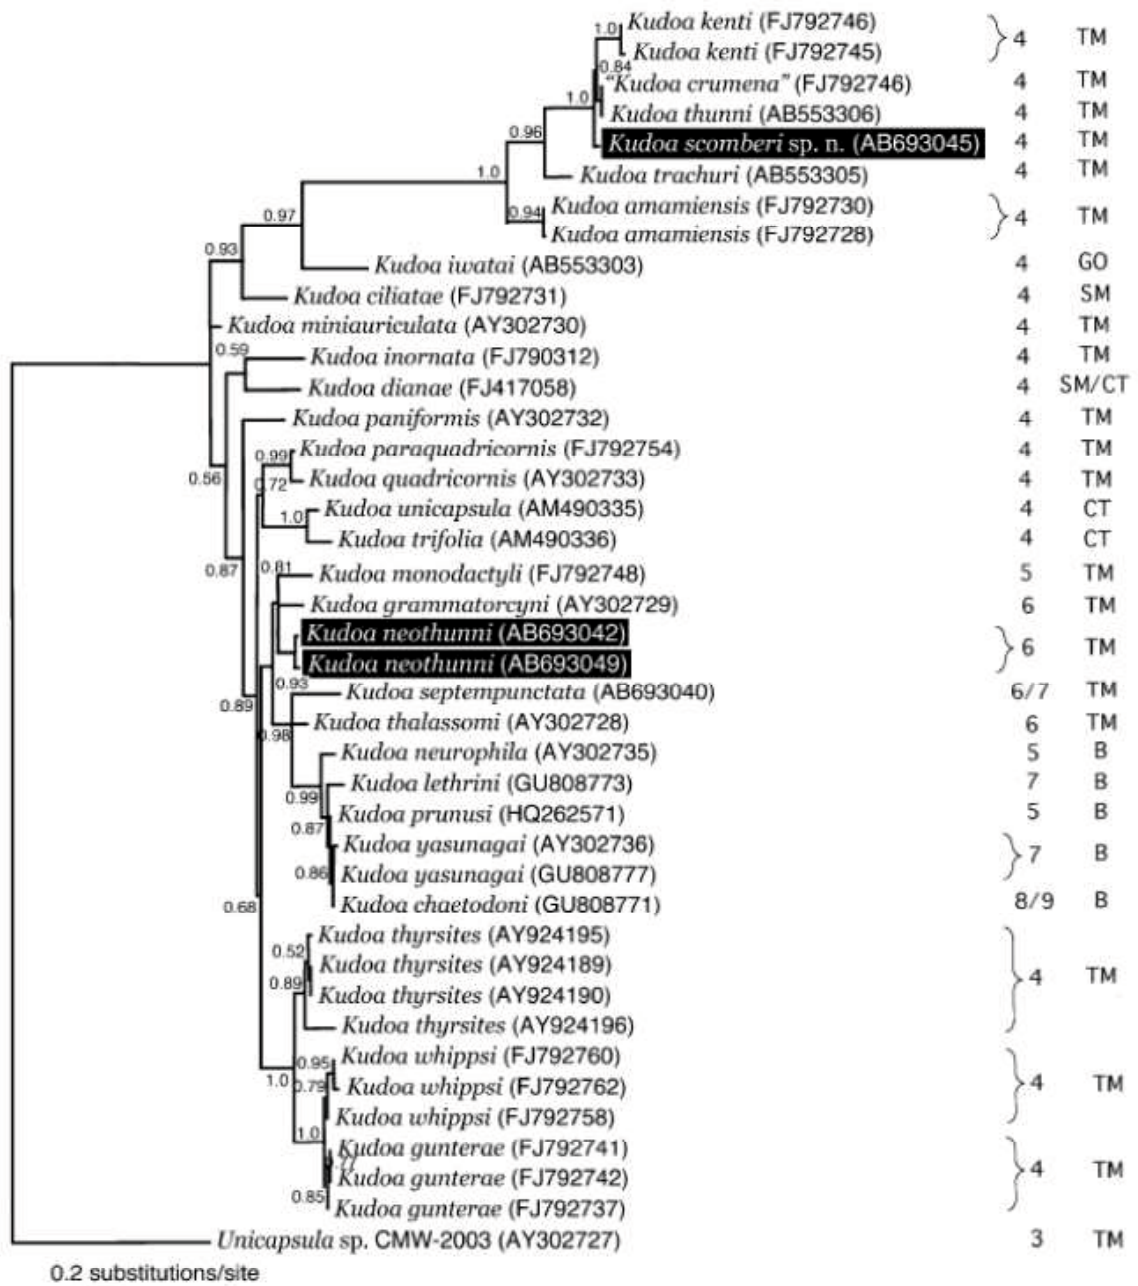 1.0 Kudoa kenti (FJ792746) 4 TM
Kudoa kenti (FJ792745)
0.84 "Kudoa crumena" (FJ792746) 4 TM
1.0 Kudoa thunni (AB553306) 4 TM
0.96 Kudoa scomberi sp. n. (AB693045) 4 TM
1.0 Kudoa trachuri (AB553305) 4 TM
0.94 Kudoa amamiensis (FJ792730) 4 TM
0.97 Kudoa amamiensis (FJ792728)
0.93 Kudoa iwatai (AB553303) 4 GO
Kudoa ciliatae (FJ792731) 4 SM
Kudoa miniauriculata (AY302730) 4 TM
0.59 Kudoa inornata (FJ790312) 4 TM
Kudoa dianae (FJ417058) 4 SM/CT
Kudoa paniformis (AY302732) 4 TM
0.99 Kudoa paraquadricornis (FJ792754) 4 TM
0.56 0.72 Kudoa quadricornis (AY302733) 4 TM
1.0 Kudoa unicapsula (AM490335) 4 CT
Kudoa trifolia (AM490336) 4 CT
0.87 0.81 Kudoa monodactyli (FJ792748) 5 TM
Kudoa grammatorcyni (AY302729) 6 TM
Kudoa neothunni (AB693042) 6 TM
Kudoa neothunni (AB693049)
0.89 0.93 Kudoa septempunctata (AB693040) 6/7 TM
0.98 Kudoa thalassomi (AY302728) 6 TM
Kudoa neurophila (AY302735) 5 B
0.99 Kudoa lethrini (GU808773) 7 B
0.87 Kudoa prunusi (HQ262571) 5 B
Kudoa yasunagai (AY302736) 7 B
0.86 Kudoa yasunagai (GU808777)
0.68 Kudoa chaetodoni (GU808771) 8/9 B
0.52 Kudoa thyrsites (AY924195) 4 TM
Kudoa thyrsites (AY924189)
0.89 Kudoa thyrsites (AY924190)
Kudoa thyrsites (AY924196)
0.95 Kudoa whippsi (FJ792760) 4 TM
1.0 0.79 Kudoa whippsi (FJ792762)
Kudoa whippsi (FJ792758)
1.0 Kudoa gunterae (FJ792741) 4 TM
Kudoa gunterae (FJ792742)
0.85 Kudoa gunterae (FJ792737)
Unicapsula sp. CMW-2003 (AY302727) 3 TM
0.2 substitutions/site